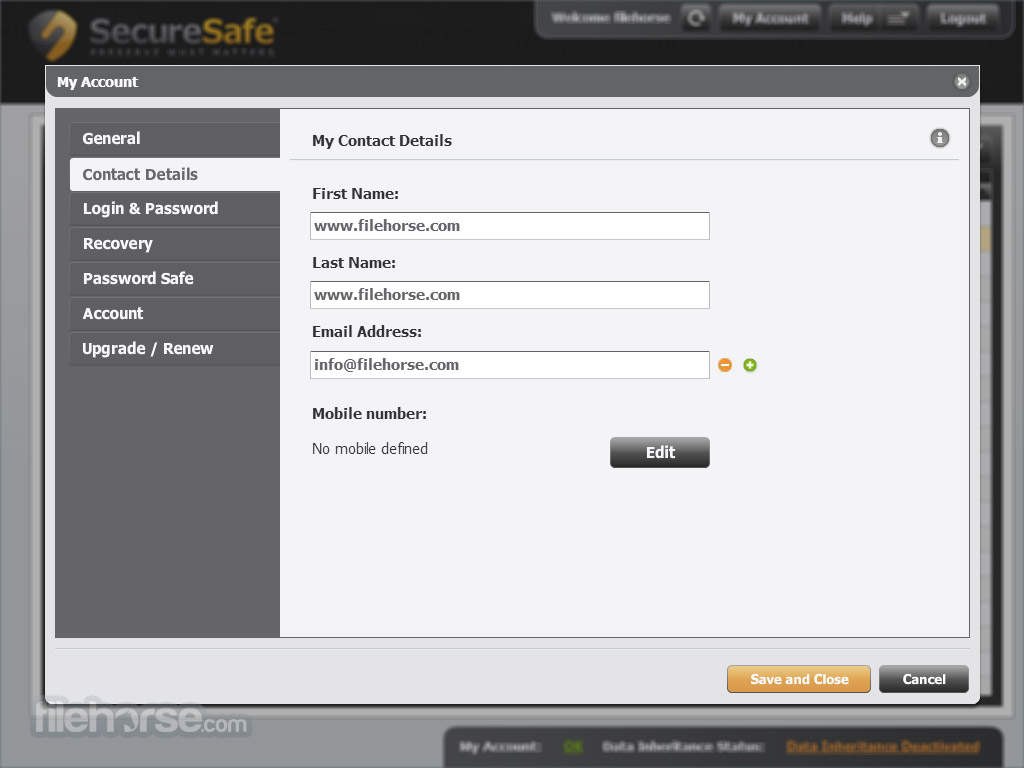 SecureSafe
PRESERVE WHAT MATTERS
Welcome filehorse
My Account
Help
Logout
My Account
General
Contact Details
Login & Password
Recovery
Password Safe
Account
Upgrade / Renew
My Contact Details
First Name:
www.filehorse.com
Last Name:
www.filehorse.com
Email Address:
info@filehorse.com
Mobile number:
No mobile defined
Edit
Save and Close
Cancel
filehorse.com
My Account: OK Data Inheritance Status: Data Inheritance Deactivated